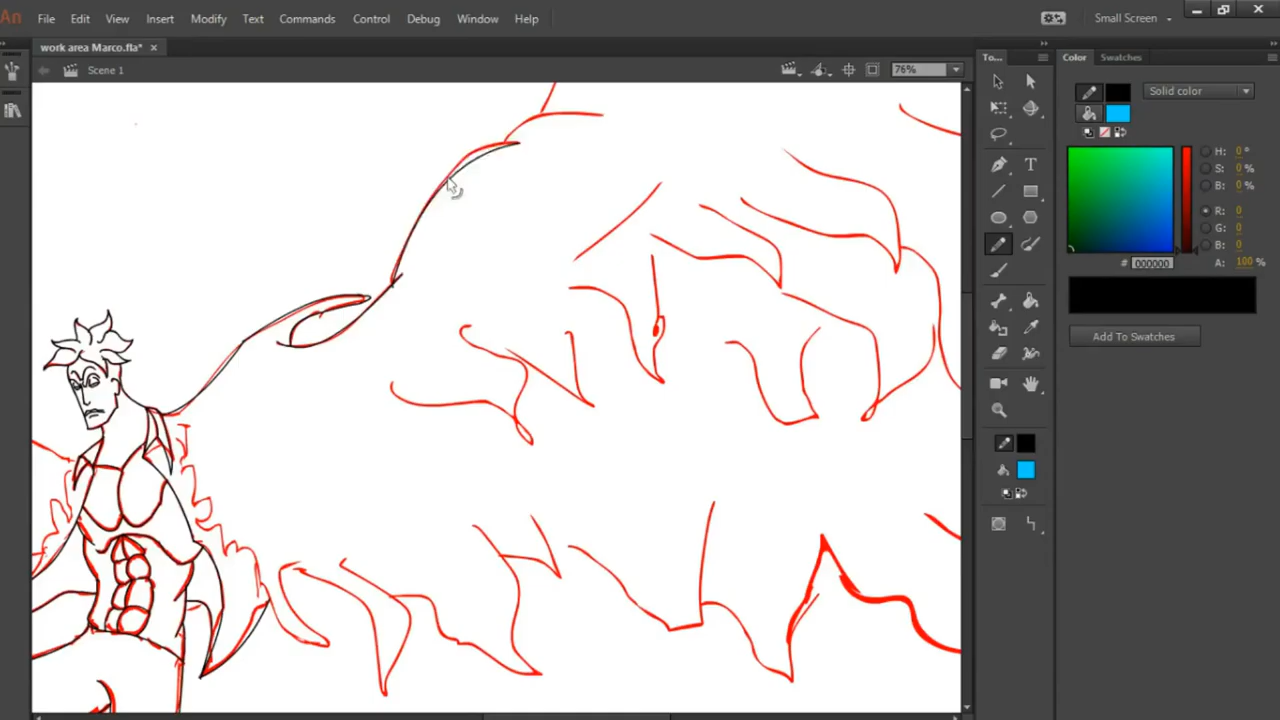 An File Edit View Insert Modify Text Commands Control Debug Window Help Small Screen
work area Marco.fla* ×
Scene 1 76%
To...
Color Swatches
Solid color
H: 0 °
S: 0 %
B: 0 %
R: 0
G: 0
B: 0
# 000000 A: 100 %
Add To Swatches